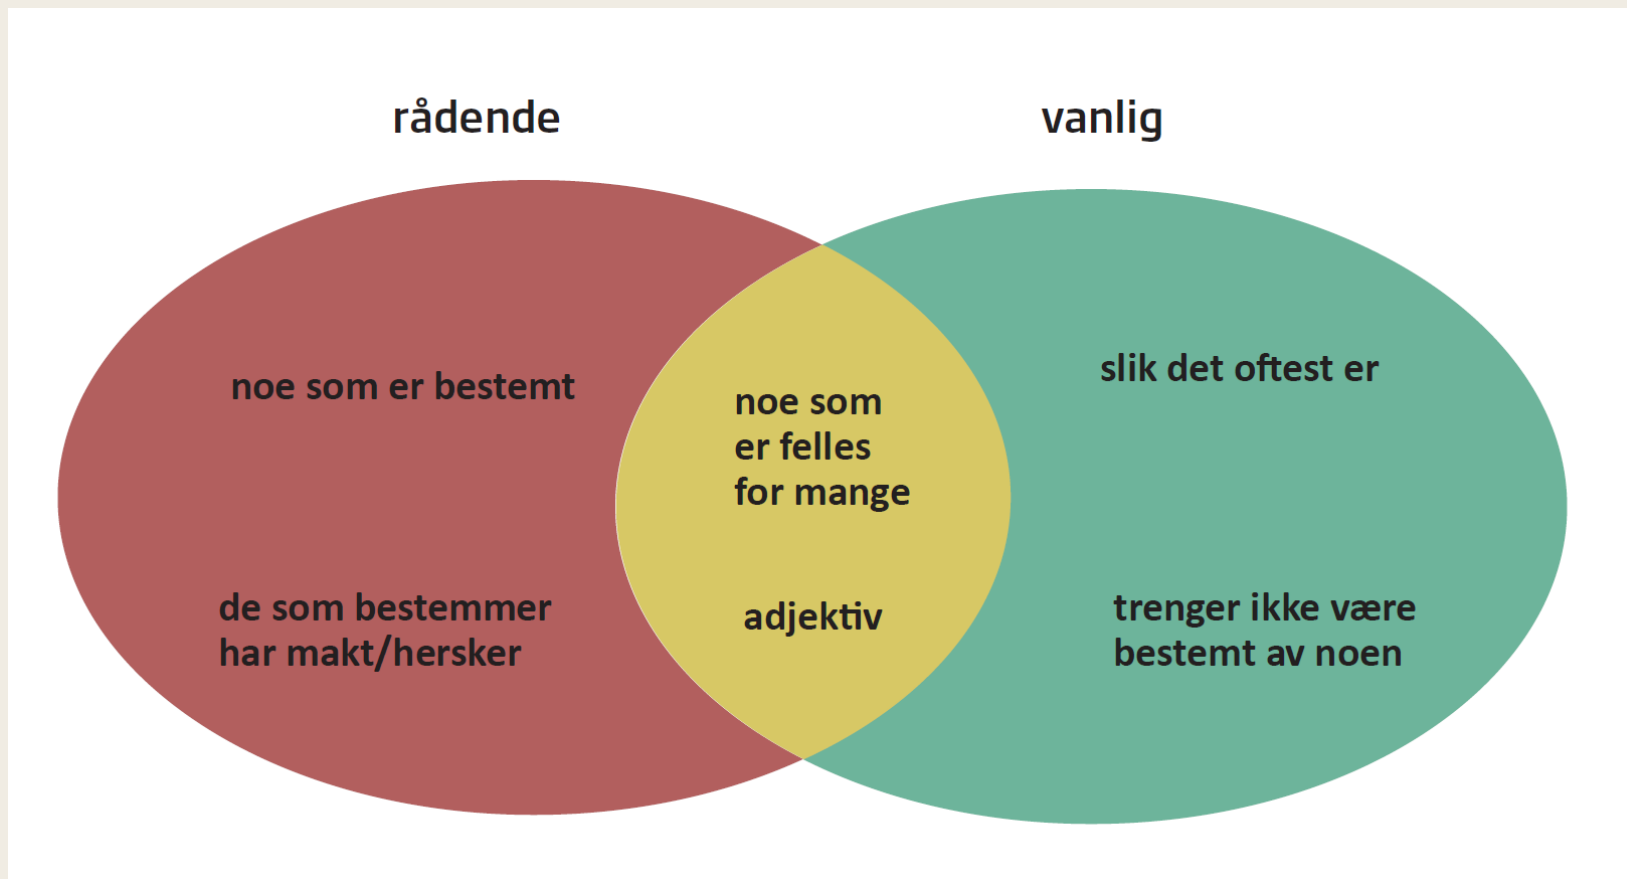 rådende
vanlig
noe som er bestemt
de som bestemmer
har makt/hersker
noe som
er felles
for mange
adjektiv
slik det oftest er
trenger ikke være
bestemt av noen